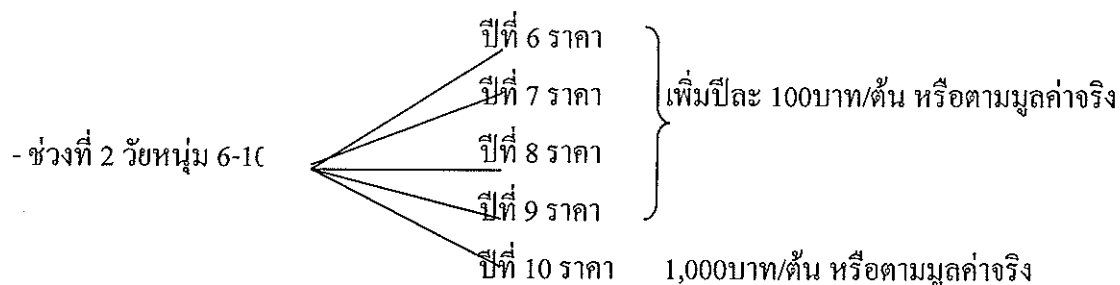 ปีที่ 6 ราคา
ปีที่ 7 ราคา
เพิ่มปีละ 100บาท/ต้น หรือตามมูลค่าจริง
- ช่วงที่ 2 วัยหนุ่ม 6-10
ปีที่ 8 ราคา
ปีที่ 9 ราคา
ปีที่ 10 ราคา 1,000บาท/ต้น หรือตามมูลค่าจริง